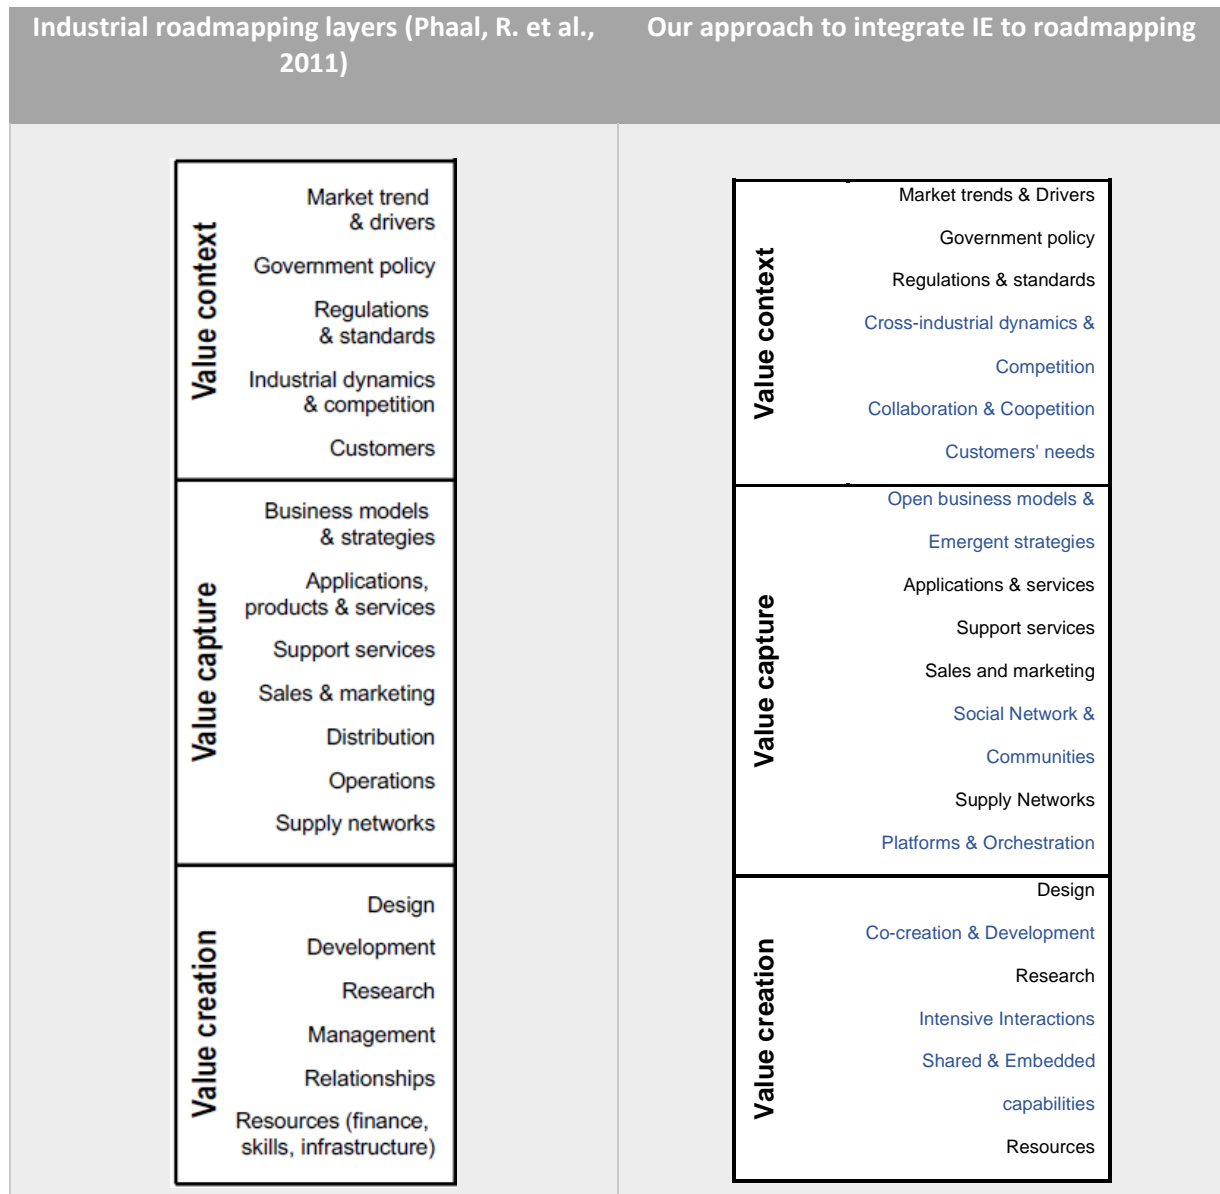 Industrial roadmapping layers (Phaal, R. et al.,
2011)
Our approach to integrate IE to roadmapping
Value context
Market trend
& drivers
Government policy
Regulations
& standards
Industrial dynamics
& competition
Customers
Value capture
Business models
& strategies
Applications,
products & services
Support services
Sales & marketing
Distribution
Operations
Supply networks
Value creation
Design
Development
Research
Management
Relationships
Resources (finance,
skills, infrastructure)
Value context
Market trends & Drivers
Government policy
Regulations & standards
Cross-industrial dynamics &
Competition
Collaboration & Coopetition
Customers' needs
Value capture
Open business models &
Emergent strategies
Applications & services
Support services
Sales and marketing
Social Network &
Communities
Supply Networks
Platforms & Orchestration
Value creation
Design
Co-creation & Development
Research
Intensive Interactions
Shared & Embedded
capabilities
Resources